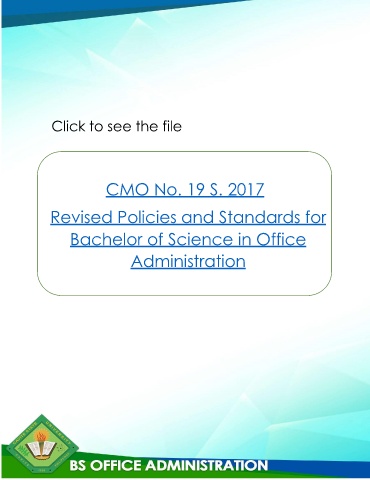 Click to see the file
CMO No. 19 S. 2017
Revised Policies and Standards for
Bachelor of Science in Office
Administration
BS OFFICE ADMINISTRATION